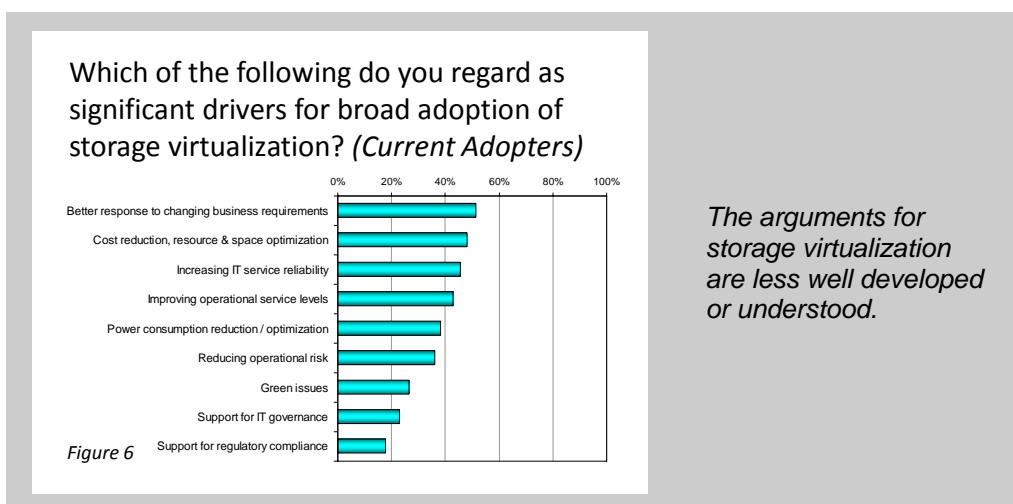 Which of the following do you regard as
significant drivers for broad adoption of
storage virtualization? (Current Adopters)
0% 20% 40% 60% 80% 100%
Better response to changing business requirements
Cost reduction, resource & space optimization
Increasing IT service reliability
Improving operational service levels
Power consumption reduction / optimization
Reducing operational risk
Green issues
Support for IT governance
Support for regulatory compliance
Figure 6
The arguments for
storage virtualization
are less well developed
or understood.